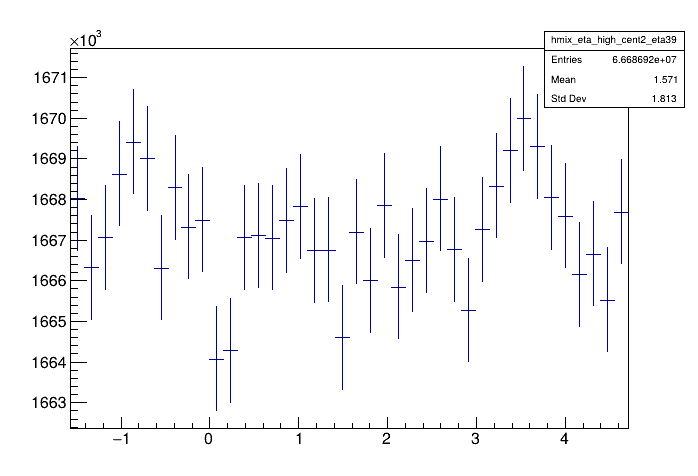 ×10³
hmix_eta_high_cent2_eta39
Entries 6.668692e+07
Mean 1.571
Std Dev 1.813
1671
1670
1669
1668
1667
1666
1665
1664
1663
−1 0 1 2 3 4